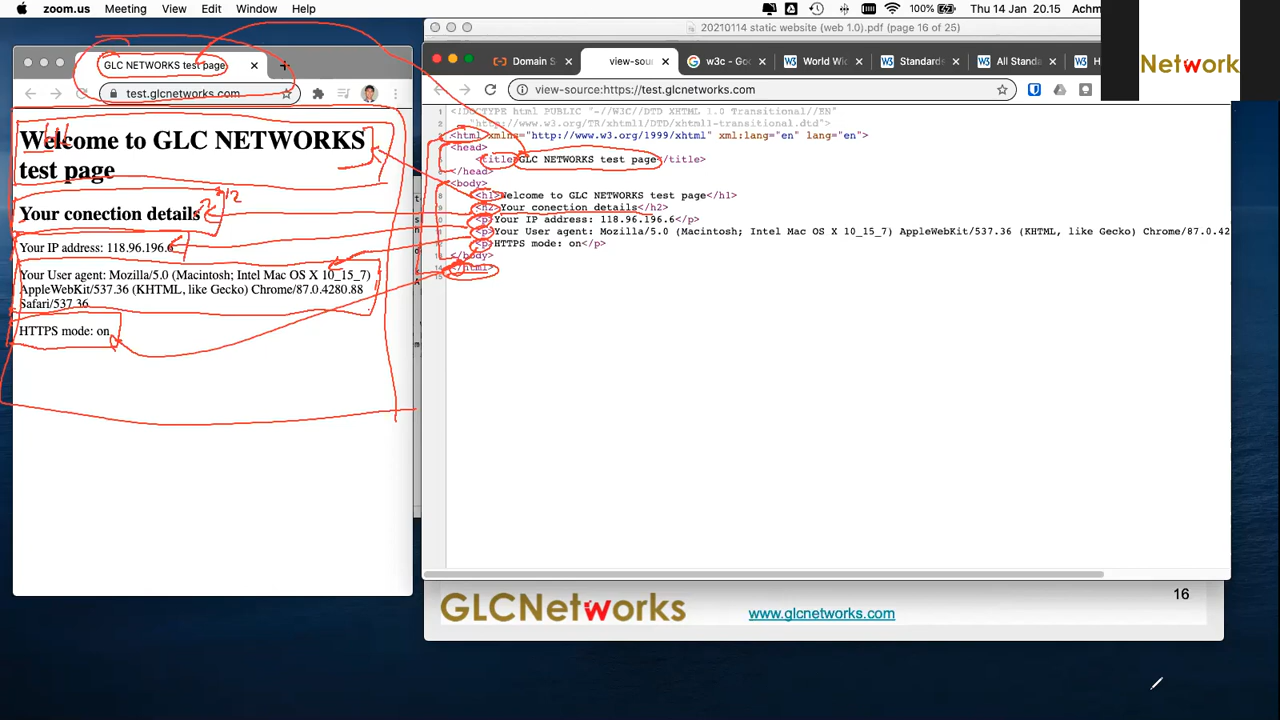 zoom.us Meeting View Edit Window Help 100% Thu 14 Jan 20.15 Achm
20210114 static website (web 1.0).pdf (page 16 of 25)
GLC NETWORKS test page
test.glcnetworks.com
Welcome to GLC NETWORKS
test page
Your conection details
Your IP address: 118.96.196.6
Your User agent: Mozilla/5.0 (Macintosh; Intel Mac OS X 10_15_7)
AppleWebKit/537.36 (KHTML, like Gecko) Chrome/87.0.4280.88
Safari/537.36
HTTPS mode: on
Domain S view-sour w3c - Goo World Wid Standards All Standa H
view-source:https://test.glcnetworks.com
1 <!DOCTYPE html PUBLIC "-//W3C//DTD XHTML 1.0 Transitional//EN"
2 "http://www.w3.org/TR/xhtml1/DTD/xhtml1-transitional.dtd">
<html xmlns="http://www.w3.org/1999/xhtml" xml:lang="en" lang="en">
<head>
<title>GLC NETWORKS test page</title>
</head>
<body>
<h1>Welcome to GLC NETWORKS test page</h1>
<h2>Your conection details</h2>
<p>Your IP address: 118.96.196.6</p>
<p>Your User agent: Mozilla/5.0 (Macintosh; Intel Mac OS X 10_15_7) AppleWebKit/537.36 (KHTML, like Gecko) Chrome/87.0.42
<p>HTTPS mode: on</p>
</body>
14 </html>
15
Network
GLCNetworks
www.glcnetworks.com
16